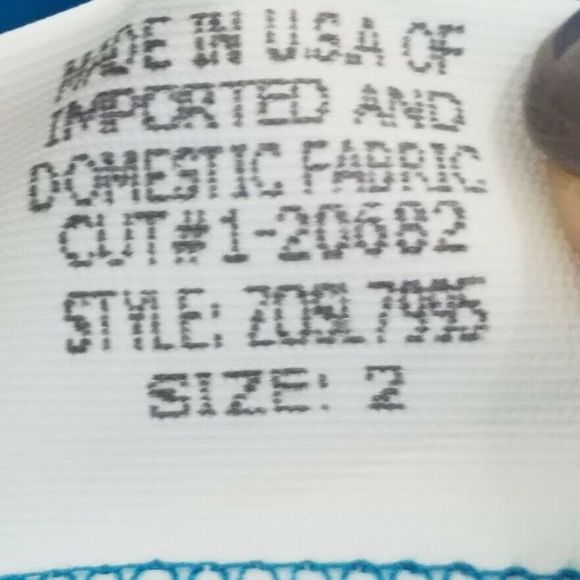 MADE IN U.S.A OF
IMPORTED AND
DOMESTIC FABRIC
CUT#1-20682
STYLE:
SIZE: 2